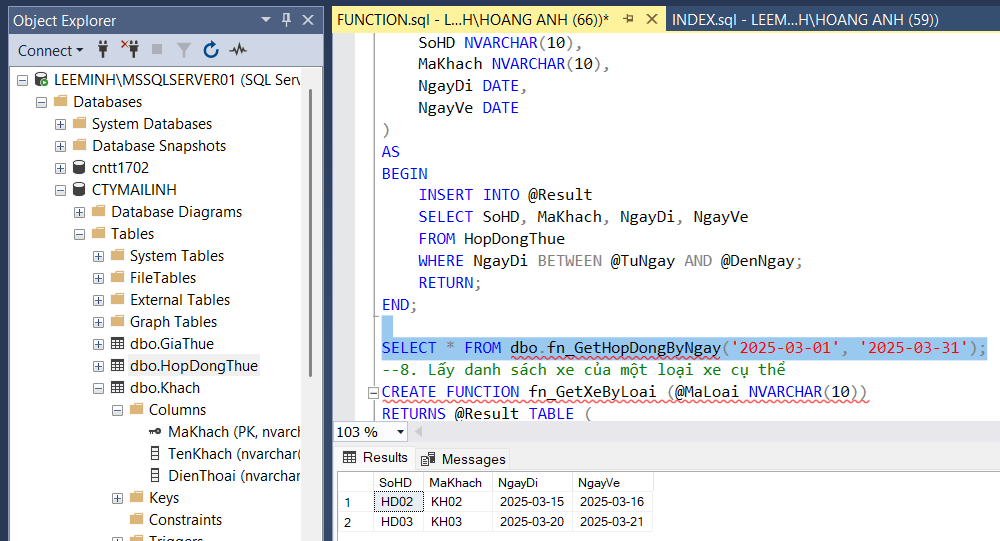 Object Explorer
Connect
LEEMINH\MSSQLSERVER01 (SQL Serv
Databases
System Databases
Database Snapshots
cntt1702
CTYMAILINH
Database Diagrams
Tables
System Tables
FileTables
External Tables
Graph Tables
dbo.GiaThue
dbo.HopDongThue
dbo.Khach
Columns
MaKhach (PK, nvarch
TenKhach (nvarchar(
DienThoai (nvarchar
Keys
Constraints
Triggers
FUNCTION.sql - L...H\HOANG ANH (66))*
INDEX.sql - LEEM...H\HOANG ANH (59))
SoHD NVARCHAR(10),
MaKhach NVARCHAR(10),
NgayDi DATE,
NgayVe DATE
)
AS
BEGIN
INSERT INTO @Result
SELECT SoHD, MaKhach, NgayDi, NgayVe
FROM HopDongThue
WHERE NgayDi BETWEEN @TuNgay AND @DenNgay;
RETURN;
END;
SELECT * FROM dbo.fn_GetHopDongByNgay('2025-03-01', '2025-03-31');
--8. Lấy danh sách xe của một loại xe cụ thể
CREATE FUNCTION fn_GetXeByLoai (@MaLoai NVARCHAR(10))
RETURNS @Result TABLE (
103 %
Results Messages
SoHD MaKhach NgayDi NgayVe
1 HD02 KH02 2025-03-15 2025-03-16
2 HD03 KH03 2025-03-20 2025-03-21